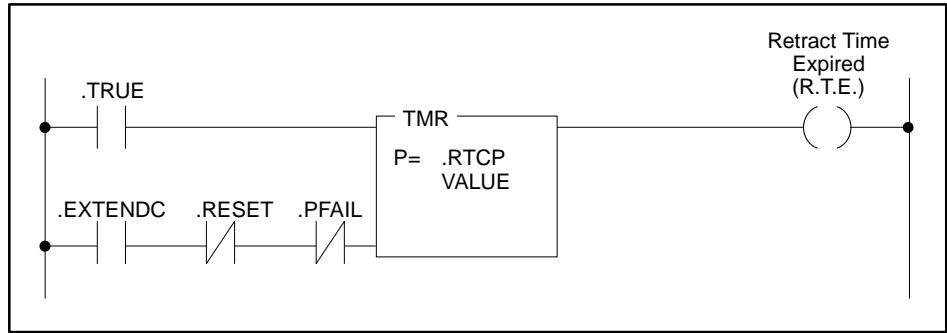 Retract Time
Expired
(R.T.E.)
.TRUE
TMR
P= .RTCP
VALUE
.EXTENDC .RESET .PFAIL